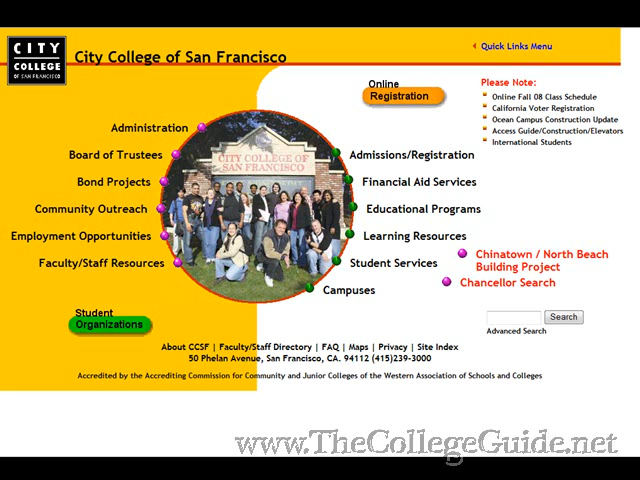 CITY
COLLEGE
OF SAN FRANCISCO
City College of San Francisco
Quick Links Menu
Online
Registration
Please Note:
Online Fall 08 Class Schedule
California Voter Registration
Ocean Campus Construction Update
Access Guide/Construction/Elevators
International Students
Administration
Board of Trustees
Bond Projects
Community Outreach
Employment Opportunities
Faculty/Staff Resources
CITY COLLEGE OF
SAN FRANCISCO
Admissions/Registration
Financial Aid Services
Educational Programs
Learning Resources
Student Services
Campuses
Chinatown / North Beach
Building Project
Chancellor Search
Student
Organizations
Search
Advanced Search
About CCSF | Faculty/Staff Directory | FAQ | Maps | Privacy | Site Index
50 Phelan Avenue, San Francisco, CA. 94112 (415)239-3000
Accredited by the Accrediting Commission for Community and Junior Colleges of the Western Association of Schools and Colleges
www.TheCollegeGuide.net